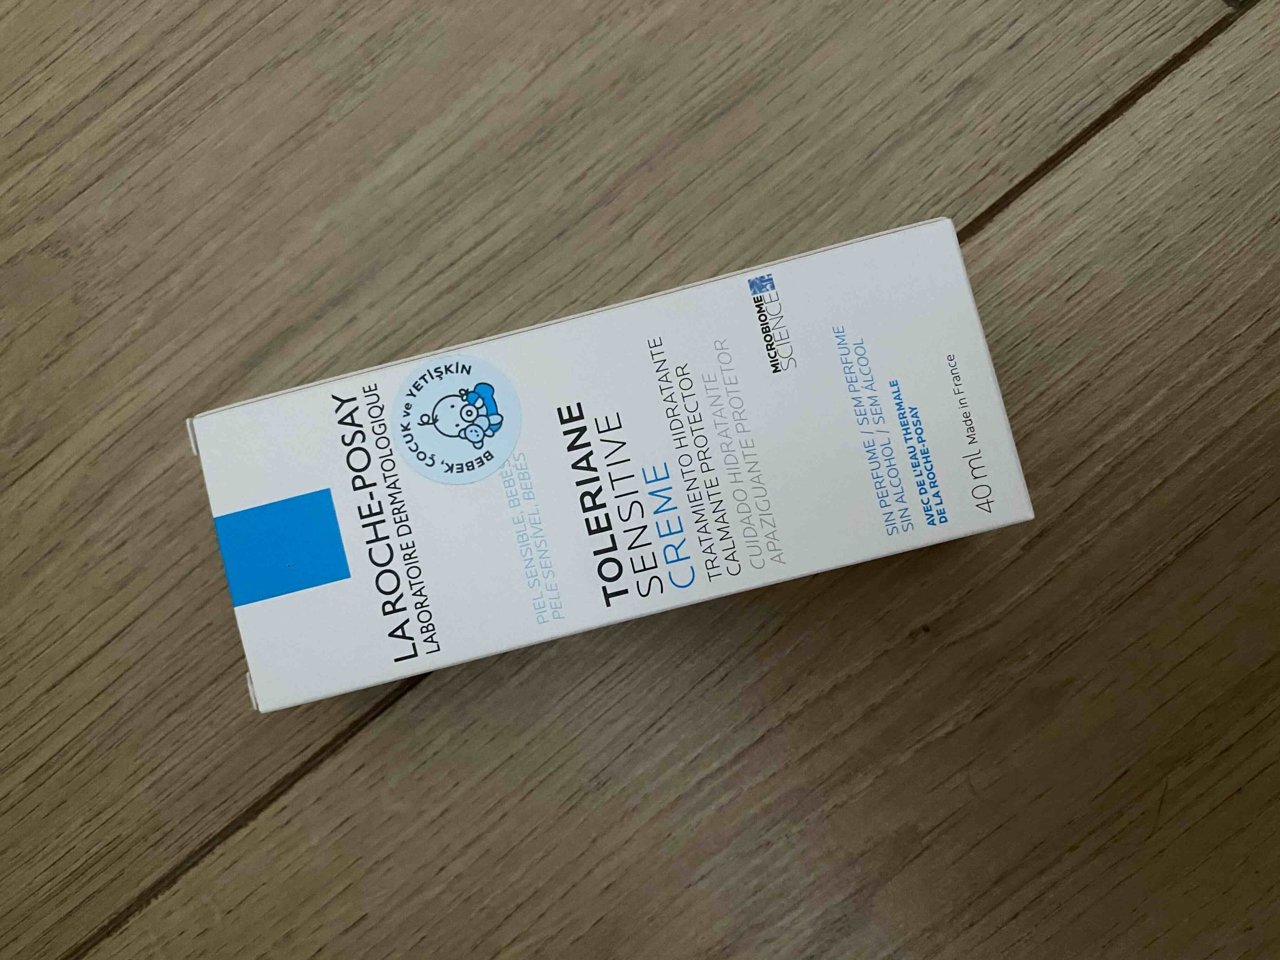 LA ROCHE-POSAY
LABORATOIRE DERMATOLOGIQUE
BEBEK, ÇOCUK ve YETİŞKİN
PIEL SENSIBLE, BEBÉS
PELE SENSÍVEL, BEBÉS
TOLERIANE
SENSITIVE
CREME
TRATAMIENTO HIDRATANTE
CALMANTE PROTECTOR
CUIDADO HIDRATANTE
APAZIGUANTE PROTETOR
MICROBIOME
SCIENCE
SIN PERFUME / SEM PERFUME
SIN ALCOHOL / SEM ÁLCOOL
AVEC DE L'EAU THERMALE
DE LA ROCHE-POSAY
40 ml Made in France